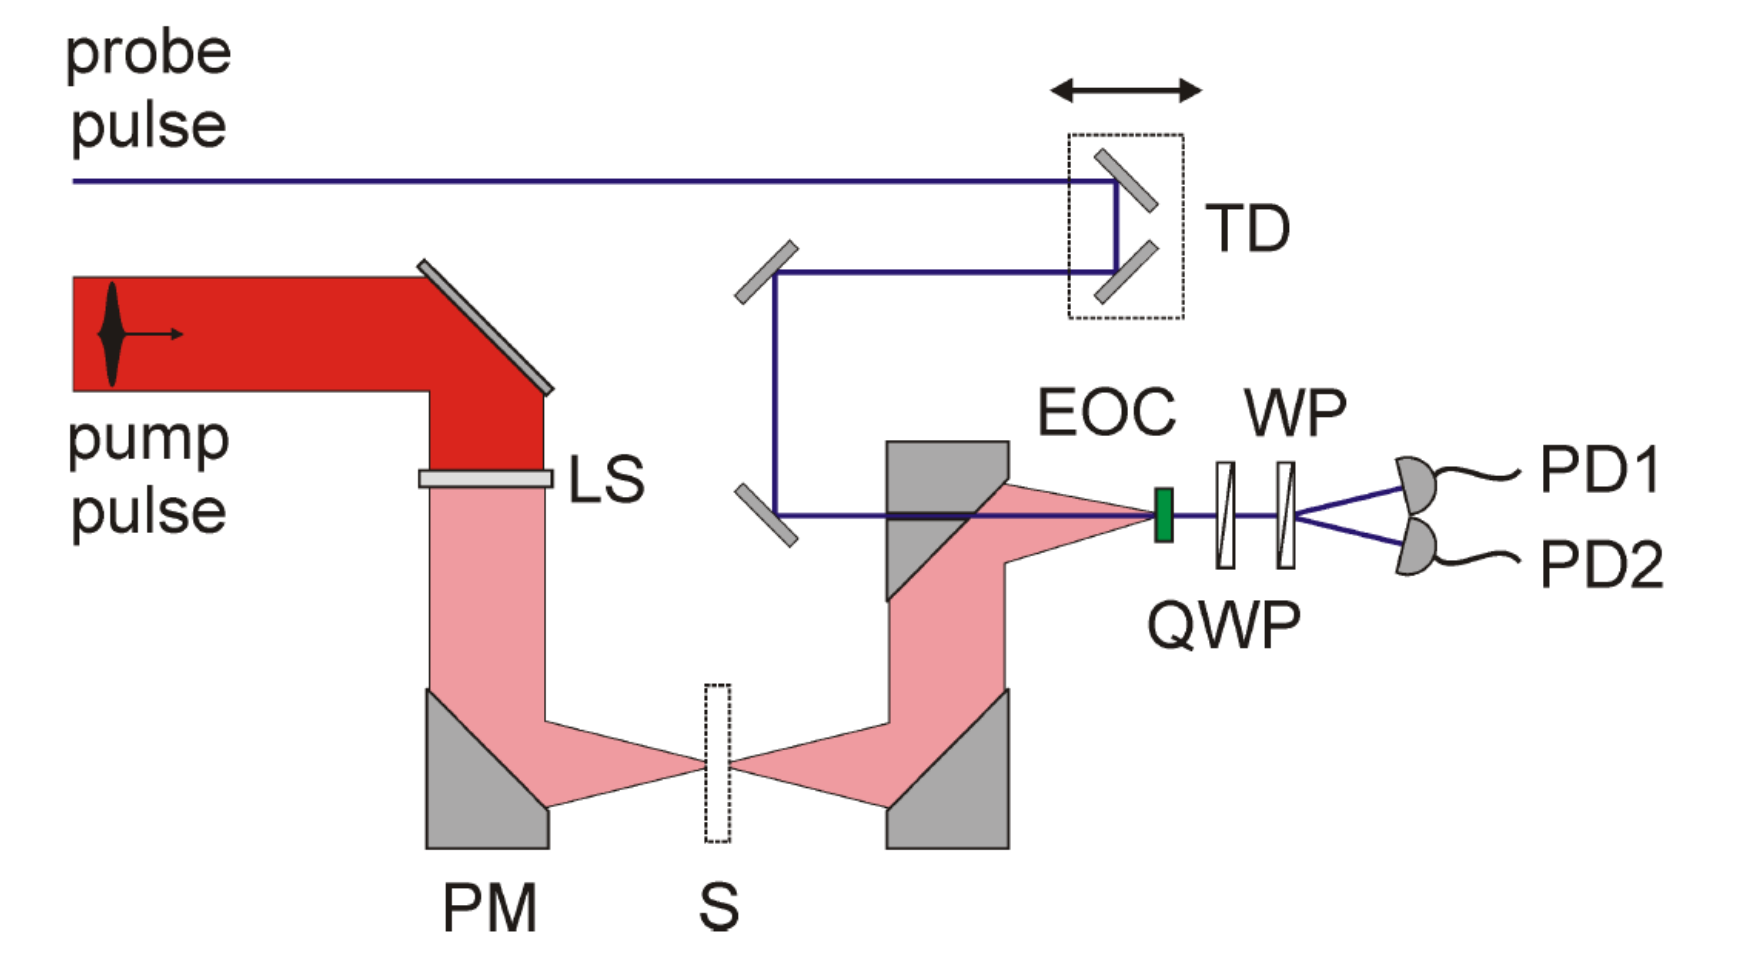 probe
pulse
TD
pump
pulse
LS
EOC
WP
PD1
PD2
QWP
PM
S